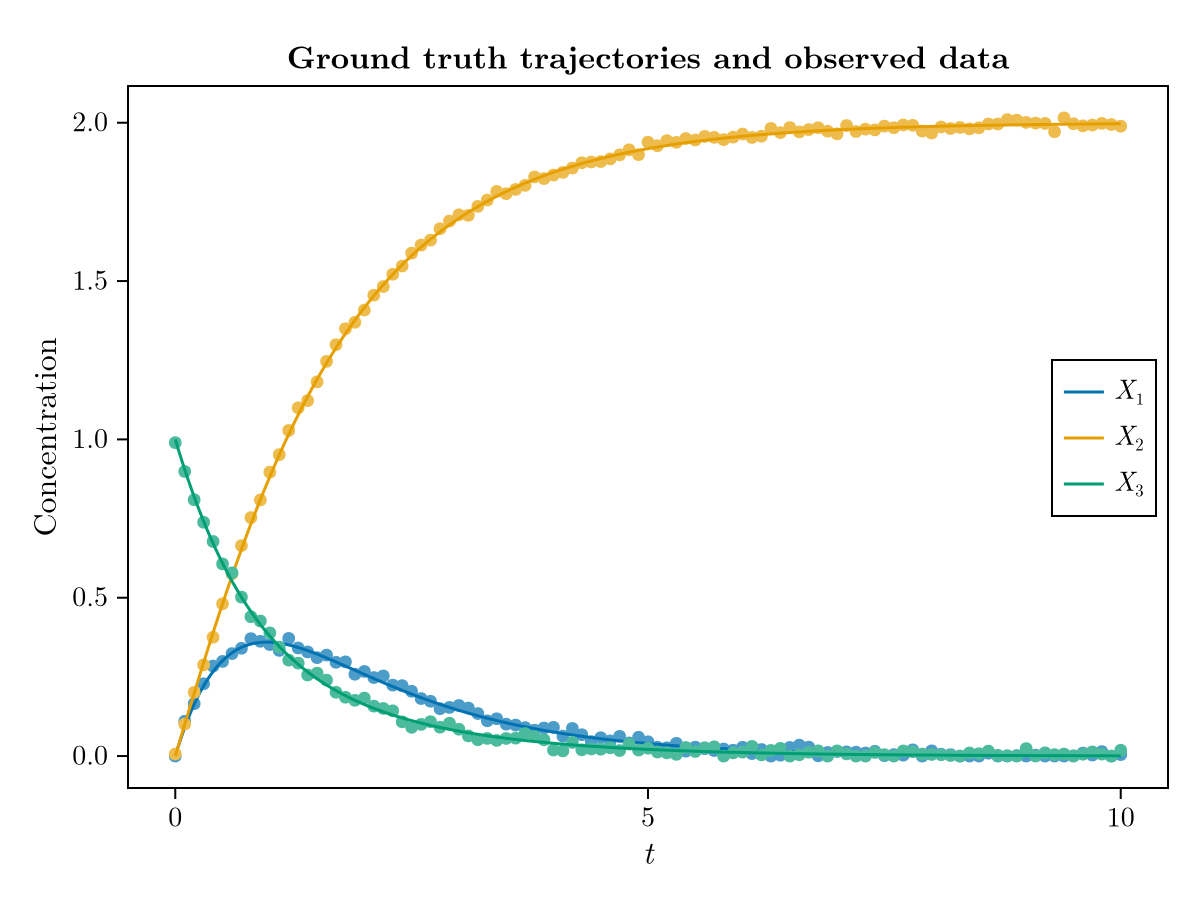 Ground truth trajectories and observed data
2.0
1.5
1.0
0.5
0.0
Concentration
0
5
10
t
X₁
X₂
X₃